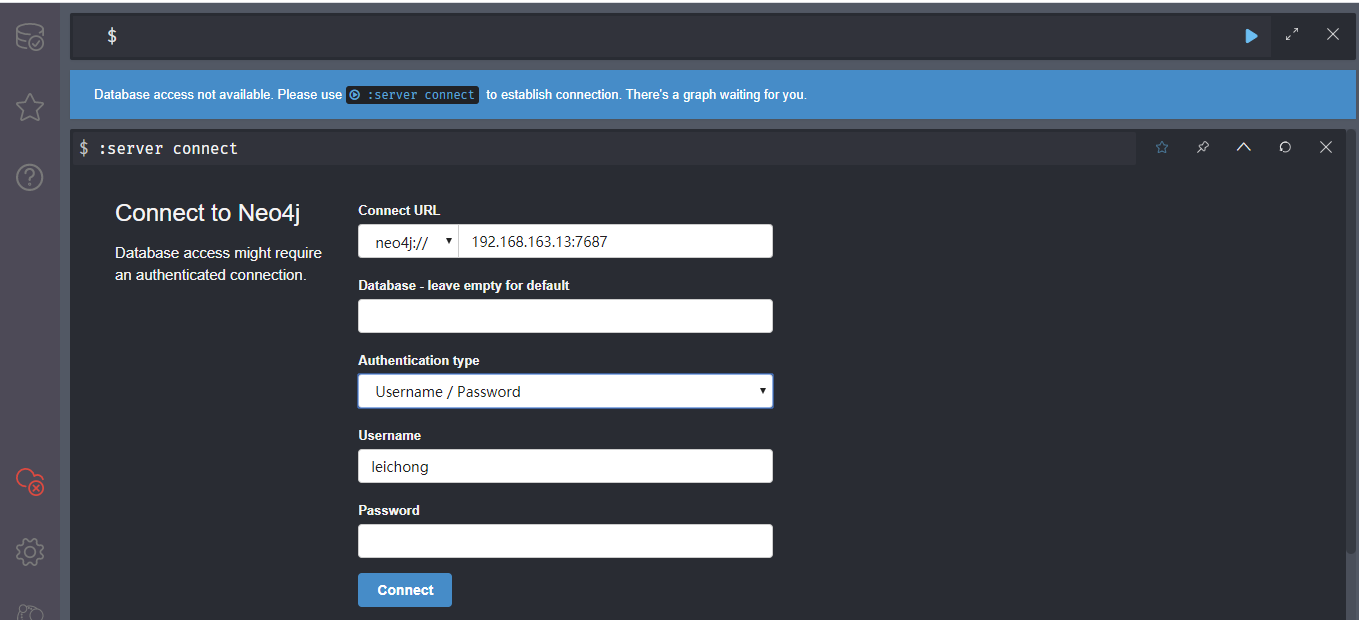 $
Database access not available. Please use :server connect to establish connection. There's a graph waiting for you.
$ :server connect
Connect to Neo4j
Database access might require
an authenticated connection.
Connect URL
neo4j:// 192.168.163.13:7687
Database - leave empty for default
Authentication type
Username / Password
Username
leichong
Password
Connect